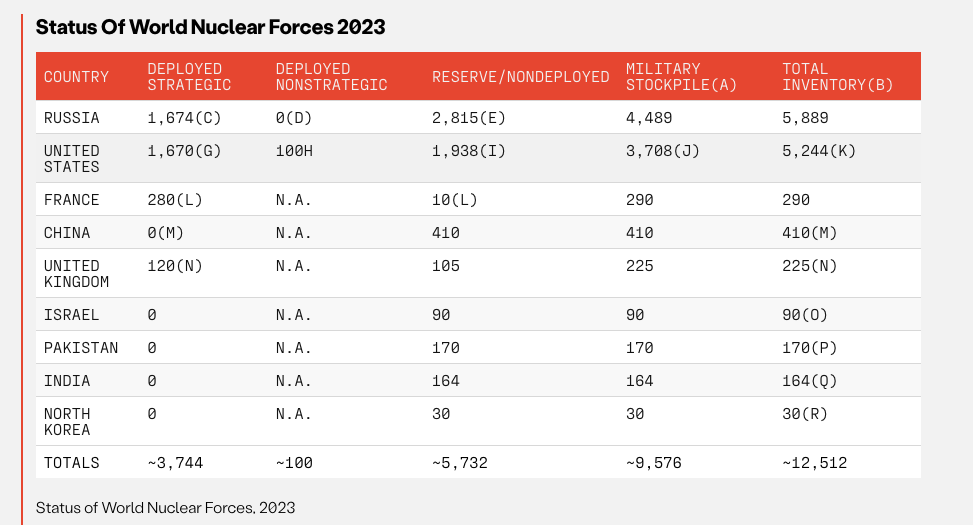 Status Of World Nuclear Forces 2023
COUNTRY DEPLOYED STRATEGIC DEPLOYED NONSTRATEGIC RESERVE/NONDEPLOYED MILITARY STOCKPILE(A) TOTAL INVENTORY(B)
RUSSIA 1,674(C) 0(D) 2,815(E) 4,489 5,889
UNITED STATES 1,670(G) 100H 1,938(I) 3,708(J) 5,244(K)
FRANCE 280(L) N.A. 10(L) 290 290
CHINA 0(M) N.A. 410 410 410(M)
UNITED KINGDOM 120(N) N.A. 105 225 225(N)
ISRAEL 0 N.A. 90 90 90(O)
PAKISTAN 0 N.A. 170 170 170(P)
INDIA 0 N.A. 164 164 164(Q)
NORTH KOREA 0 N.A. 30 30 30(R)
TOTALS ~3,744 ~100 ~5,732 ~9,576 ~12,512
Status of World Nuclear Forces, 2023